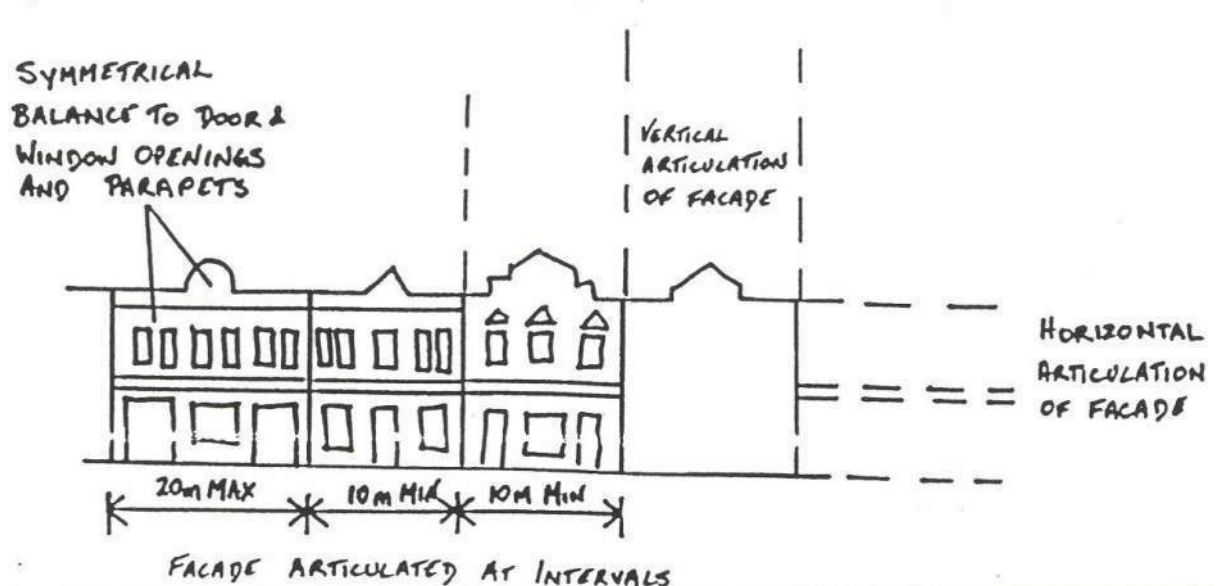 SYMMETRICAL
BALANCE TO DOOR &
WINDOW OPENINGS
AND PARAPETS
VERTICAL
ARTICULATION
OF FACADE
HORIZONTAL
ARTICULATION
OF FACADE
20m MAX
10m MIN
10M MIN
FACADE ARTICULATED AT INTERVALS